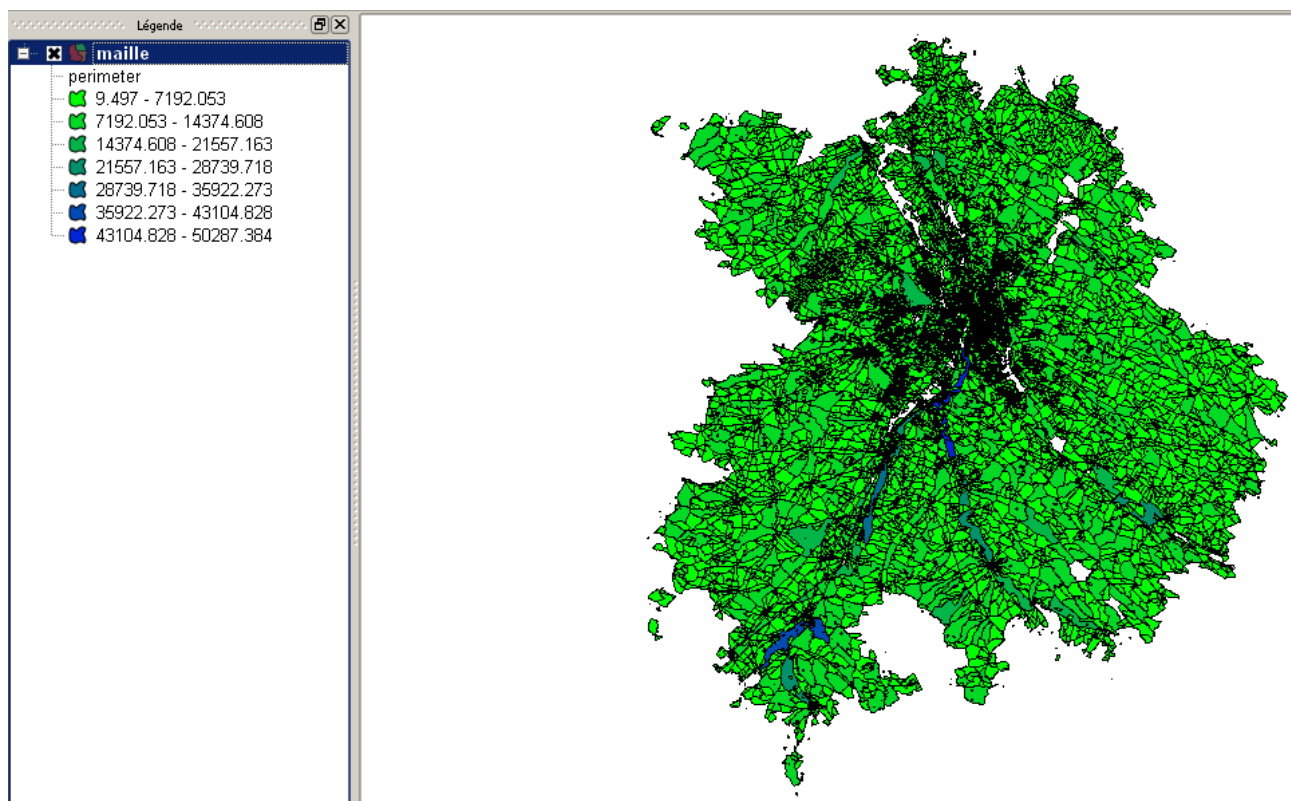 Légende
maille
perimeter
9.497 - 7192.053
7192.053 - 14374.608
14374.608 - 21557.163
21557.163 - 28739.718
28739.718 - 35922.273
35922.273 - 43104.828
43104.828 - 50287.384